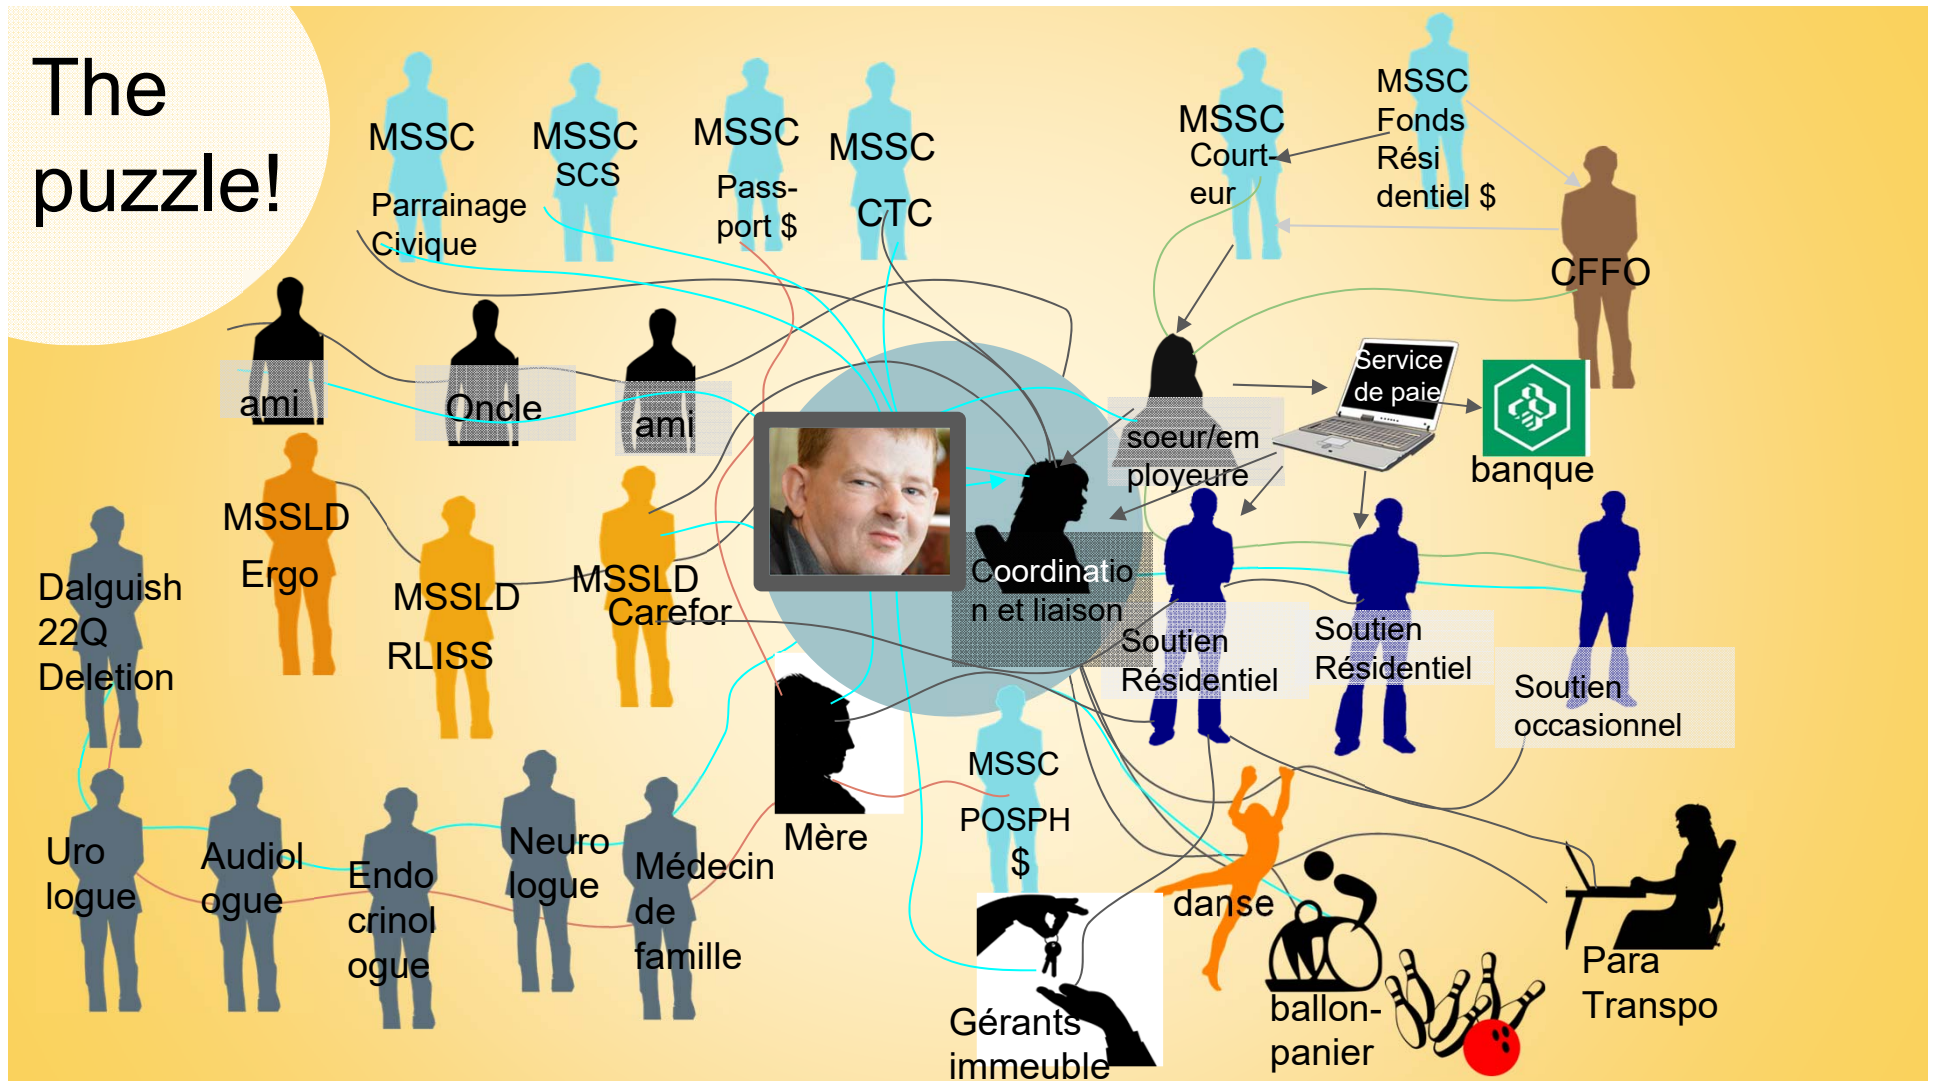 The
puzzle!
MSSC
Parrainage
Civique
MSSC
SCS
MSSC
Pass-
port $
MSSC
CTC
MSSC
Court-
eur
MSSC
Fonds
Rési
dentiel $
CFFO
ami
Oncle
ami
soeur/em
ployeure
Service
de paie
banque
MSSLD
Ergo
MSSLD
RLISS
MSSLD
Carefor
Coordinatio
n et liaison
Soutien
Résidentiel
Soutien
Résidentiel
Soutien
occasionnel
Dalguish
22Q
Deletion
Mère
MSSC
POSPH
$
Uro
logue
Audiol
ogue
Endo
crinol
ogue
Neuro
logue
Médecin
de
famille
Gérants
immeuble
danse
ballon-
panier
Para
Transpo